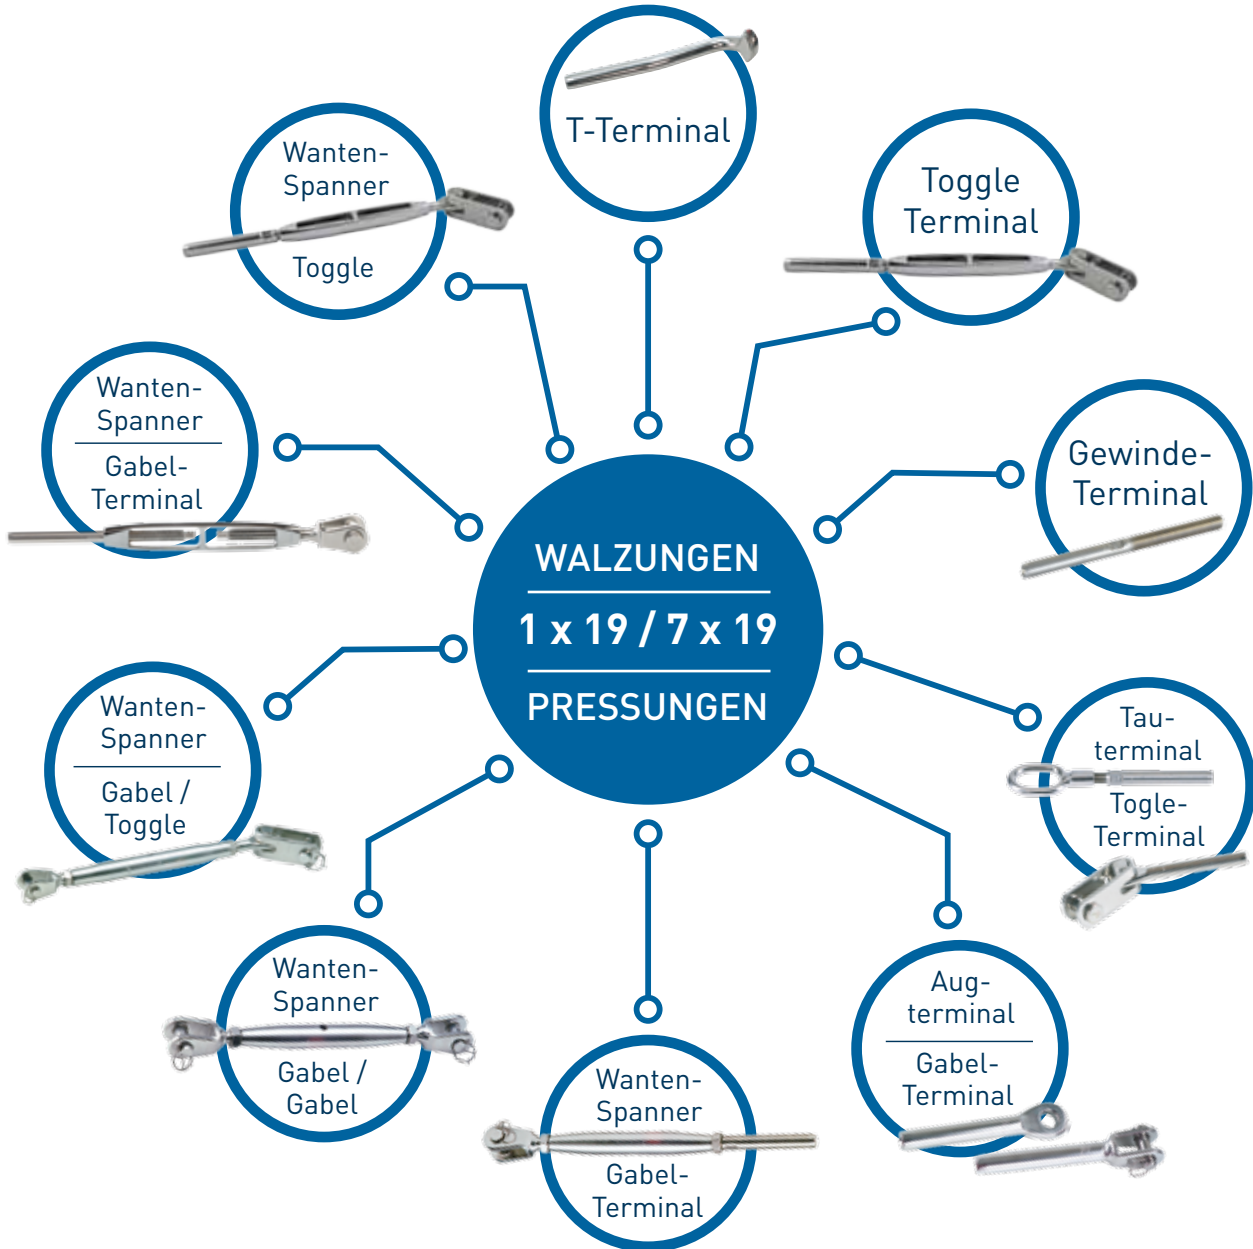 T-Terminal
Wanten-
Spanner
Toggle
Toggle
Terminal
Wanten-
Spanner
Gabel-
Terminal
Gewinde-
Terminal
WALZUNGEN
1 x 19 / 7 x 19
PRESSUNGEN
Wanten-
Spanner
Gabel /
Toggle
Tau-
terminal
Togle-
Terminal
Wanten-
Spanner
Gabel /
Gabel
Wanten-
Spanner
Gabel-
Terminal
Aug-
terminal
Gabel-
Terminal